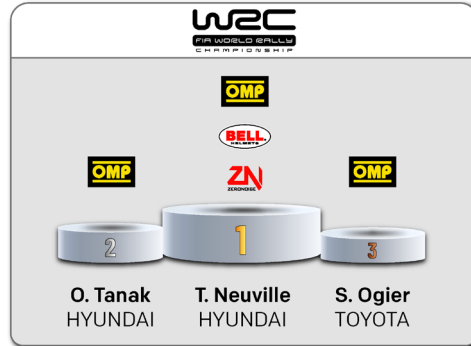 WRC
FIA WORLD RALLY
CHAMPIONSHIP
OMP
BELL
HELMETS
OMP
ZN
ZERONOISE
OMP
2
1
3
O. Tanak
T. Neuville
S. Ogier
HYUNDAI
HYUNDAI
TOYOTA